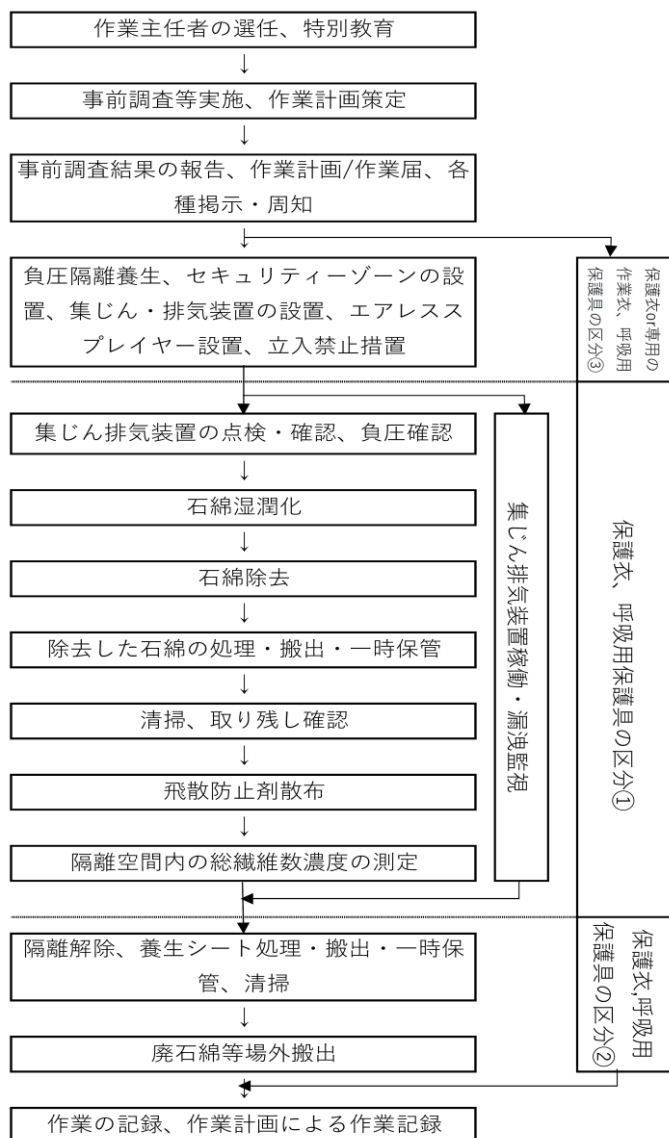 作業主任者の選任、特別教育
↓
事前調査等実施、作業計画策定
↓
事前調査結果の報告、作業計画/作業届、各
種掲示・周知
↓
負圧隔離養生、セキュリティーゾーンの設
置、集じん・排気装置の設置、エアレスス
プレイヤー設置、立入禁止措置
保護衣or専用の
作業衣、呼吸用
保護具の区分③
集じん排気装置の点検・確認、負圧確認
↓
石綿湿潤化
↓
石綿除去
↓
除去した石綿の処理・搬出・一時保管
↓
清掃、取り残し確認
↓
飛散防止剤散布
↓
隔離空間内の総繊維数濃度の測定
集じん排気装置稼働・漏洩監視
保護衣、呼吸用保護具の区分①
隔離解除、養生シート処理・搬出・一時保
管、清掃
↓
廃石綿等場外搬出
↓
保護衣,呼吸用
保護具の区分②
作業の記録、作業計画による作業記録